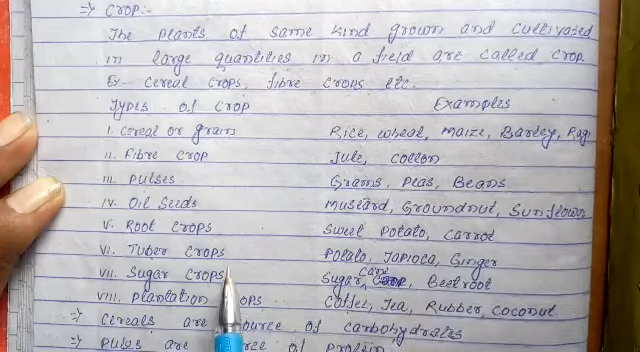 ⇒ Crop:-
The plants of same kind grown and cultivated
in large quantities in a field are called crop.
Ex- cereal crops, fibre crops etc.
Types of crop Examples
i. cereal or grain Rice, wheat, maize, Barley, Ragi
ii. Fibre crop Jute, cotton
iii. pulses Grams, Peas, Beans
iv. Oil seeds Mustard, Groundnut, Sunflower
v. Root crops Sweet potato, carrot
vi. Tuber crops Potato, Tapioca, Ginger
vii. Sugar crops Sugar cane, Beetroot
viii. plantation ops Coffee, Tea, Rubber, coconut
⇒ Cereals are ource of carbohydrates
⇒ pulses are rce of protein